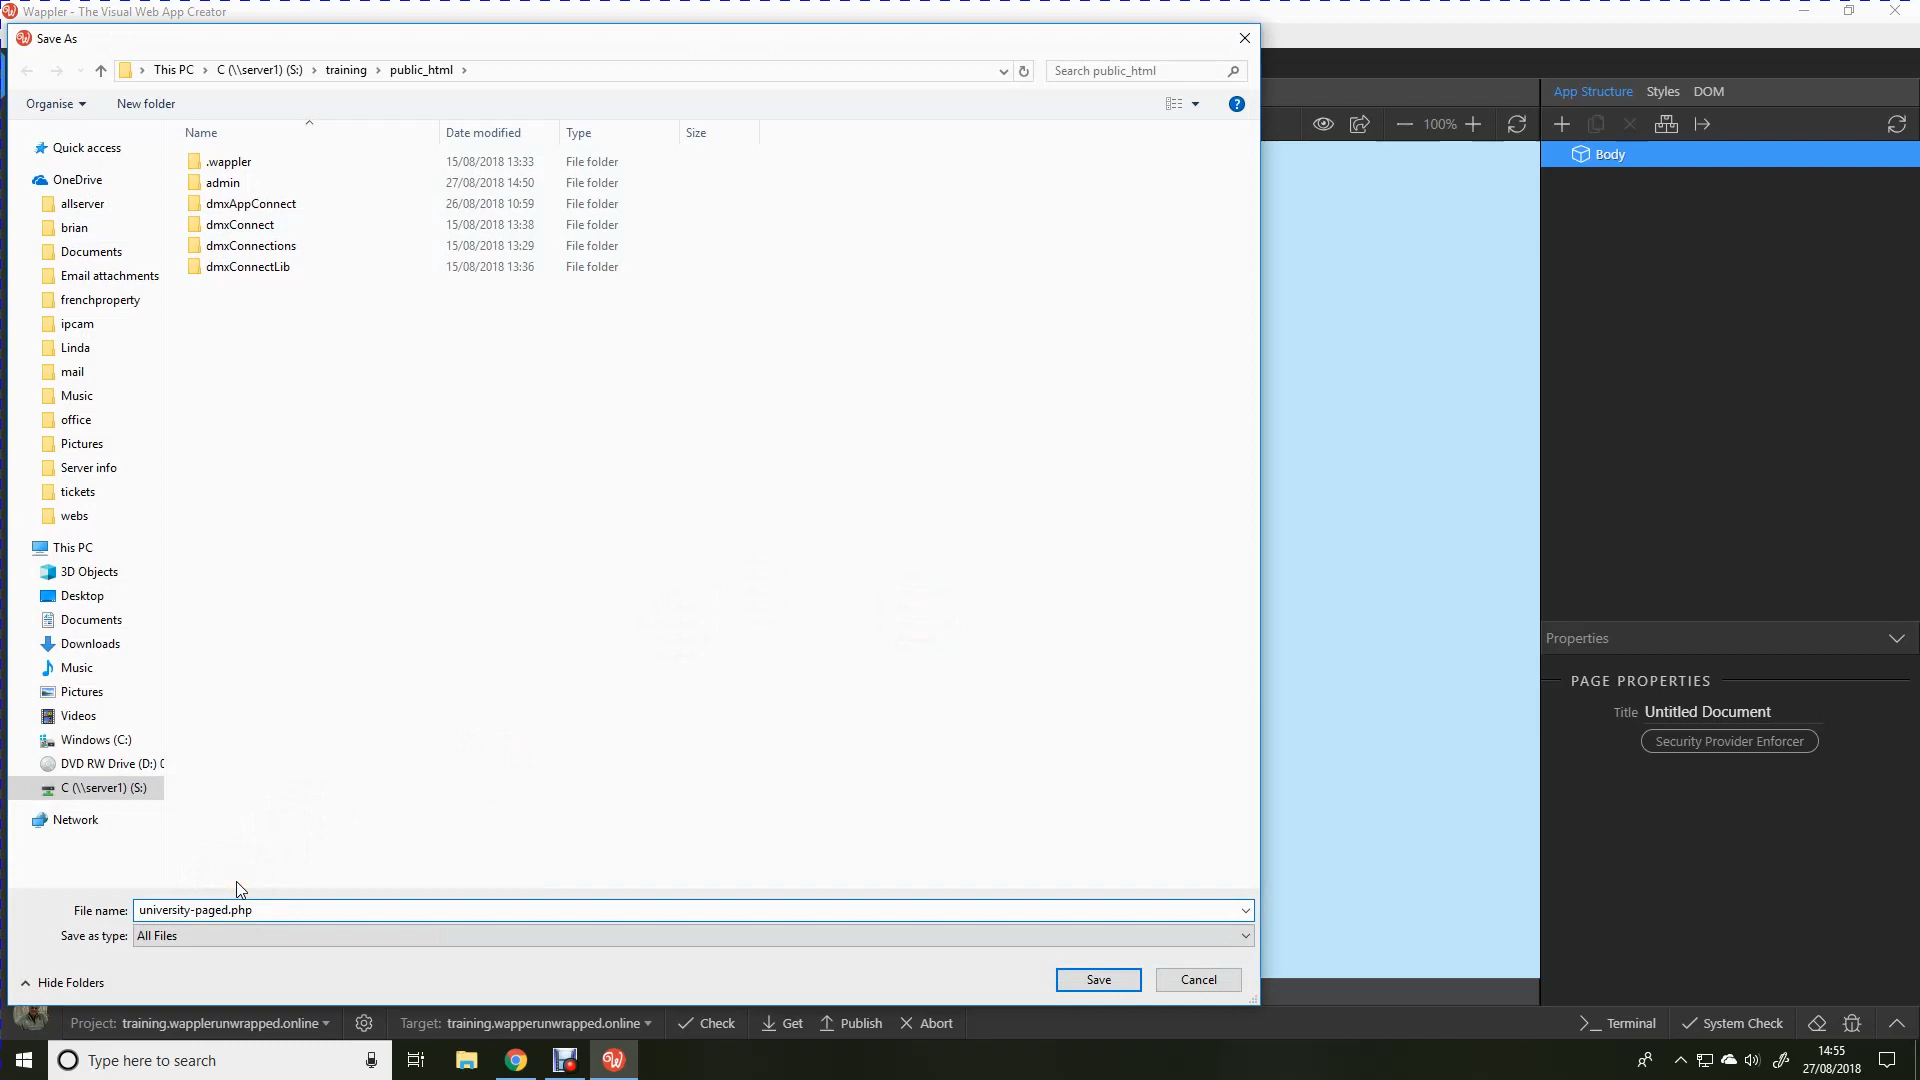 Wappler - The Visual Web App Creator
Save As
This PC
C (\\server1) (S:)
training
public_html
Search public_html
Organise
New folder
?
Name
Date modified
Type
Size
.wappler 15/08/2018 13:33 File folder
admin 27/08/2018 14:50 File folder
dmxAppConnect 26/08/2018 10:59 File folder
dmxConnect 15/08/2018 13:38 File folder
dmxConnections 15/08/2018 13:29 File folder
dmxConnectLib 15/08/2018 13:36 File folder
Quick access
OneDrive
allserver
brian
Documents
Email attachments
frenchproperty
ipcam
Linda
mail
Music
office
Pictures
Server info
tickets
webs
This PC
3D Objects
Desktop
Documents
Downloads
Music
Pictures
Videos
Windows (C:)
DVD RW Drive (D:)
C (\\server1) (S:)
Network
File name: university-paged.php
Save as type: All Files
Hide Folders
Save
Cancel
100%
App Structure
Styles
DOM
Body
Properties
PAGE PROPERTIES
Title Untitled Document
Security Provider Enforcer
Project: training.wapplerunwrapped.online
Target: training.wapperunwrapped.online
Check
Get
Publish
Abort
Terminal
System Check
Type here to search
14:55
27/08/2018